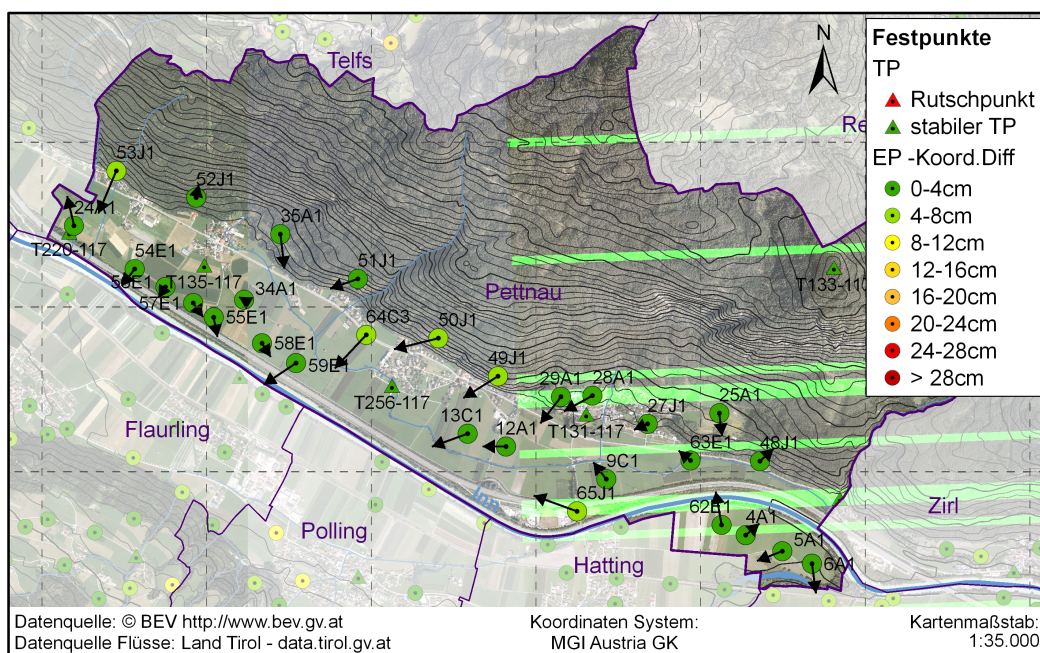 Telfs
N
Festpunkte
TP
Rutschpunkt
stabiler TP
EP -Koord.Diff
0-4cm
4-8cm
8-12cm
12-16cm
16-20cm
20-24cm
24-28cm
> 28cm
Re
53J1
52J1
24A1
T220-117
35A1
54E1
56E1
T135-117
57E1
34A1
55E1
51J1
T133-110
Pettnau
58E1
59E1
64C3
50J1
49J1
T256-117
29A1
28A1
13C1
12A1
T131-117
27J1
25A1
63E1
48J1
9C1
65J1
62E1
4A1
5A1
6A1
Flaurling
Inn
Polling
Hatting
Zirl
Datenquelle: © BEV http://www.bev.gv.at
Datenquelle Flüsse: Land Tirol - data.tirol.gv.at
Koordinaten System:
MGI Austria GK
Kartenmaßstab:
1:35.000